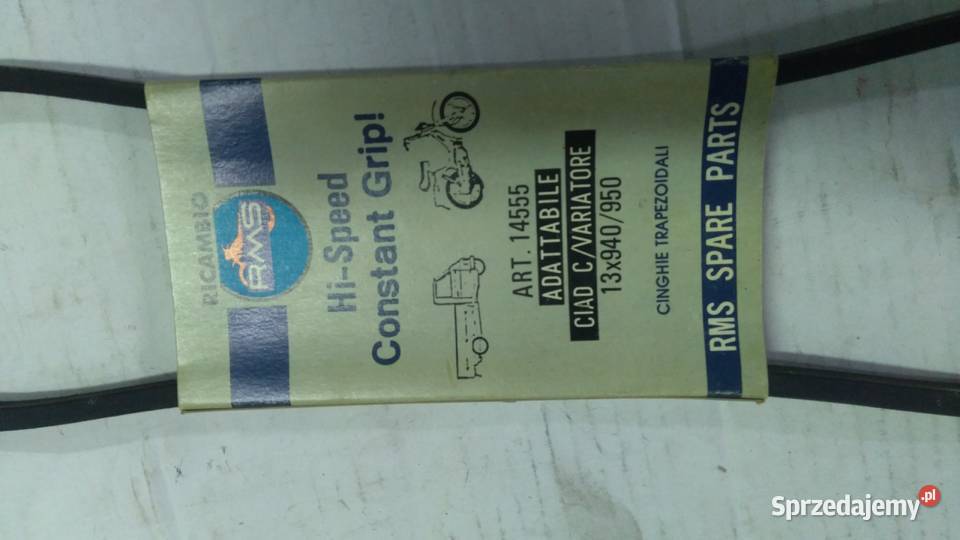 RICAMBIO
RMS
Hi-Speed
Constant Grip!
ART. 14555
ADATTABILE
CIAD C/VARIATORE
13x940/950
CINGHIE TRAPEZOIDALI
RMS SPARE PARTS
Sprzedajemy.pl